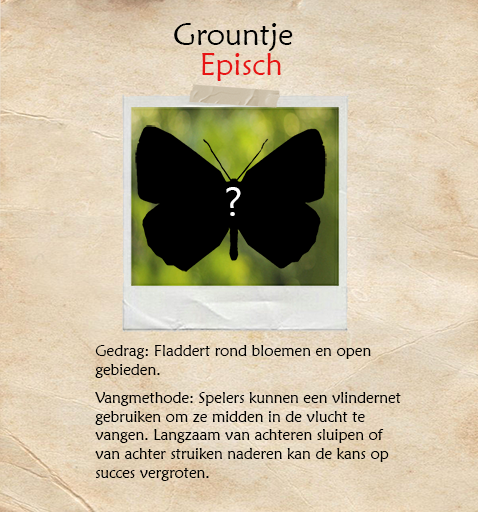 Grountje
Episch
?
Gedrag: Fladdert rond bloemen en open
gebieden.
Vangmethode: Spelers kunnen een vlindernet
gebruiken om ze midden in de vlucht te
vangen. Langzaam van achteren sluipen of
van achter struiken naderen kan de kans op
succes vergroten.